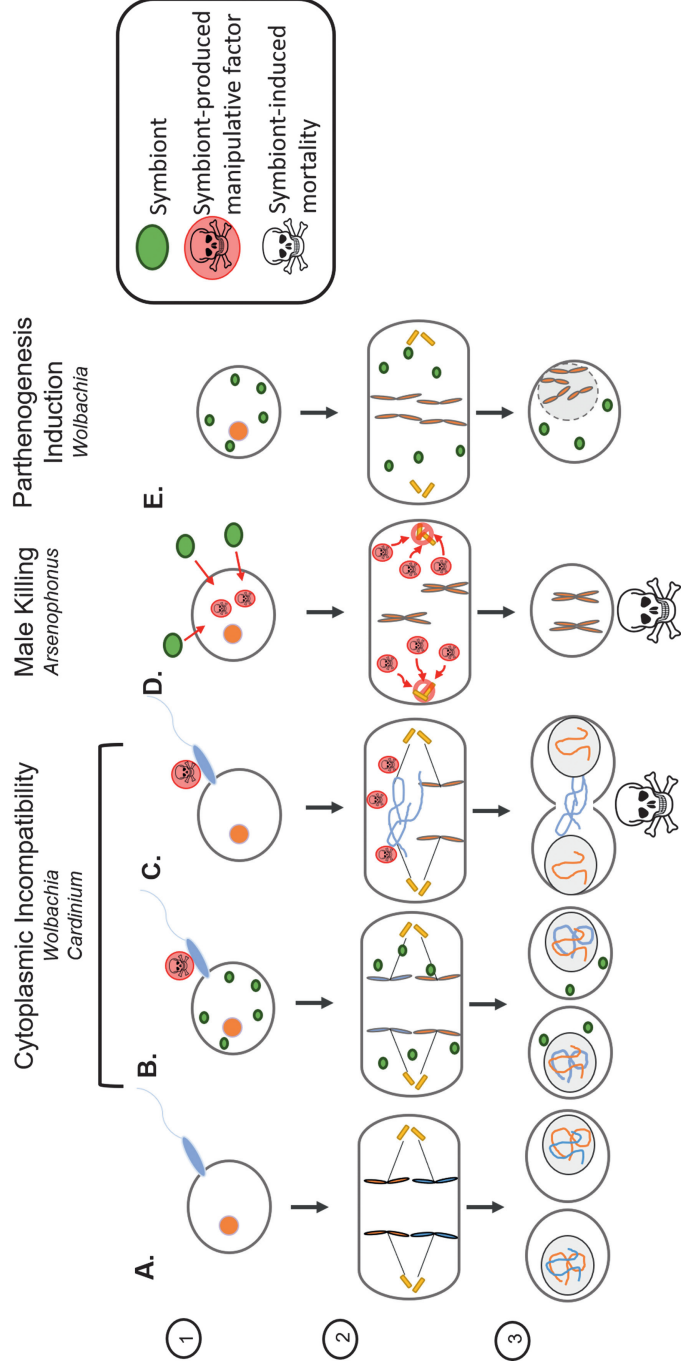 Cytoplasmic Incompatibility
Wolbachia
Cardinium
Male Killing
Arsenophonus
Parthenogenesis
Induction
Wolbachia
A.
B.
C.
D.
E.
1
2
3
Symbiont
Symbiont-produced
manipulative factor
Symbiont-induced
mortality